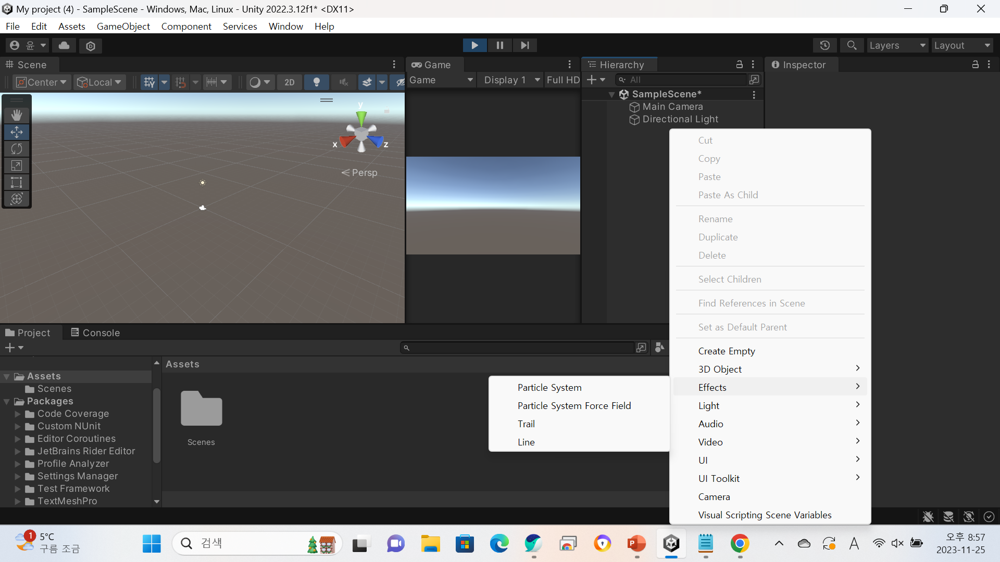 My project (4) - SampleScene - Windows, Mac, Linux - Unity 2022.3.12f1* <DX11>
File Edit Assets GameObject Component Services Window Help
윤
Layers
Layout
Scene
Game
Hierarchy
Inspector
Center
Local
2D
Game
Display 1
Full HD
All
SampleScene*
Main Camera
Directional Light
y
x
z
Persp
Cut
Copy
Paste
Paste As Child
Rename
Duplicate
Delete
Select Children
Find References in Scene
Set as Default Parent
Create Empty
3D Object
Effects
Light
Audio
Video
UI
UI Toolkit
Camera
Visual Scripting Scene Variables
Particle System
Particle System Force Field
Trail
Line
Project
Console
Assets
Scenes
Packages
Code Coverage
Custom NUnit
Editor Coroutines
JetBrains Rider Editor
Profile Analyzer
Settings Manager
Test Framework
TextMeshPro
Assets
Scenes
1
5°C
구름 조금
검색
P
A
오후 8:57
2023-11-25